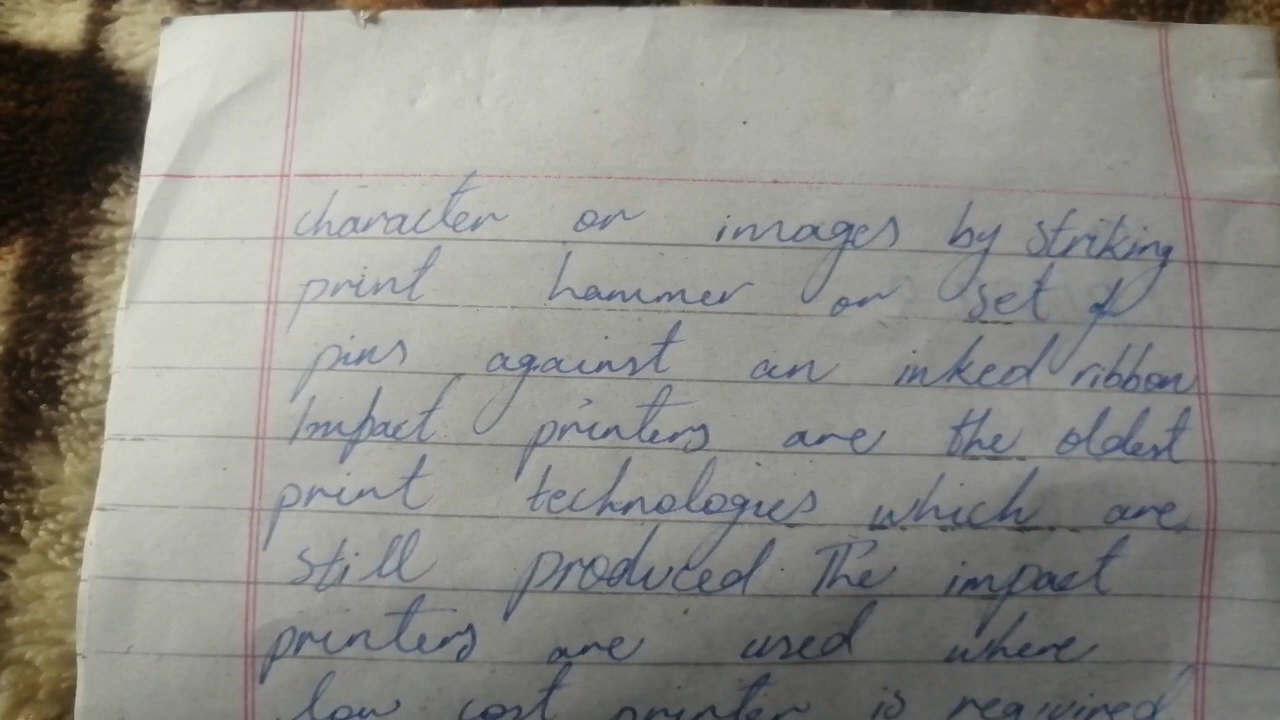 character or images by striking
print hammer or set of
pins against an inked ribbon
Impact printers are the oldest
print technologies which are
still produced. The impact
printers are used where
low cost printer is required